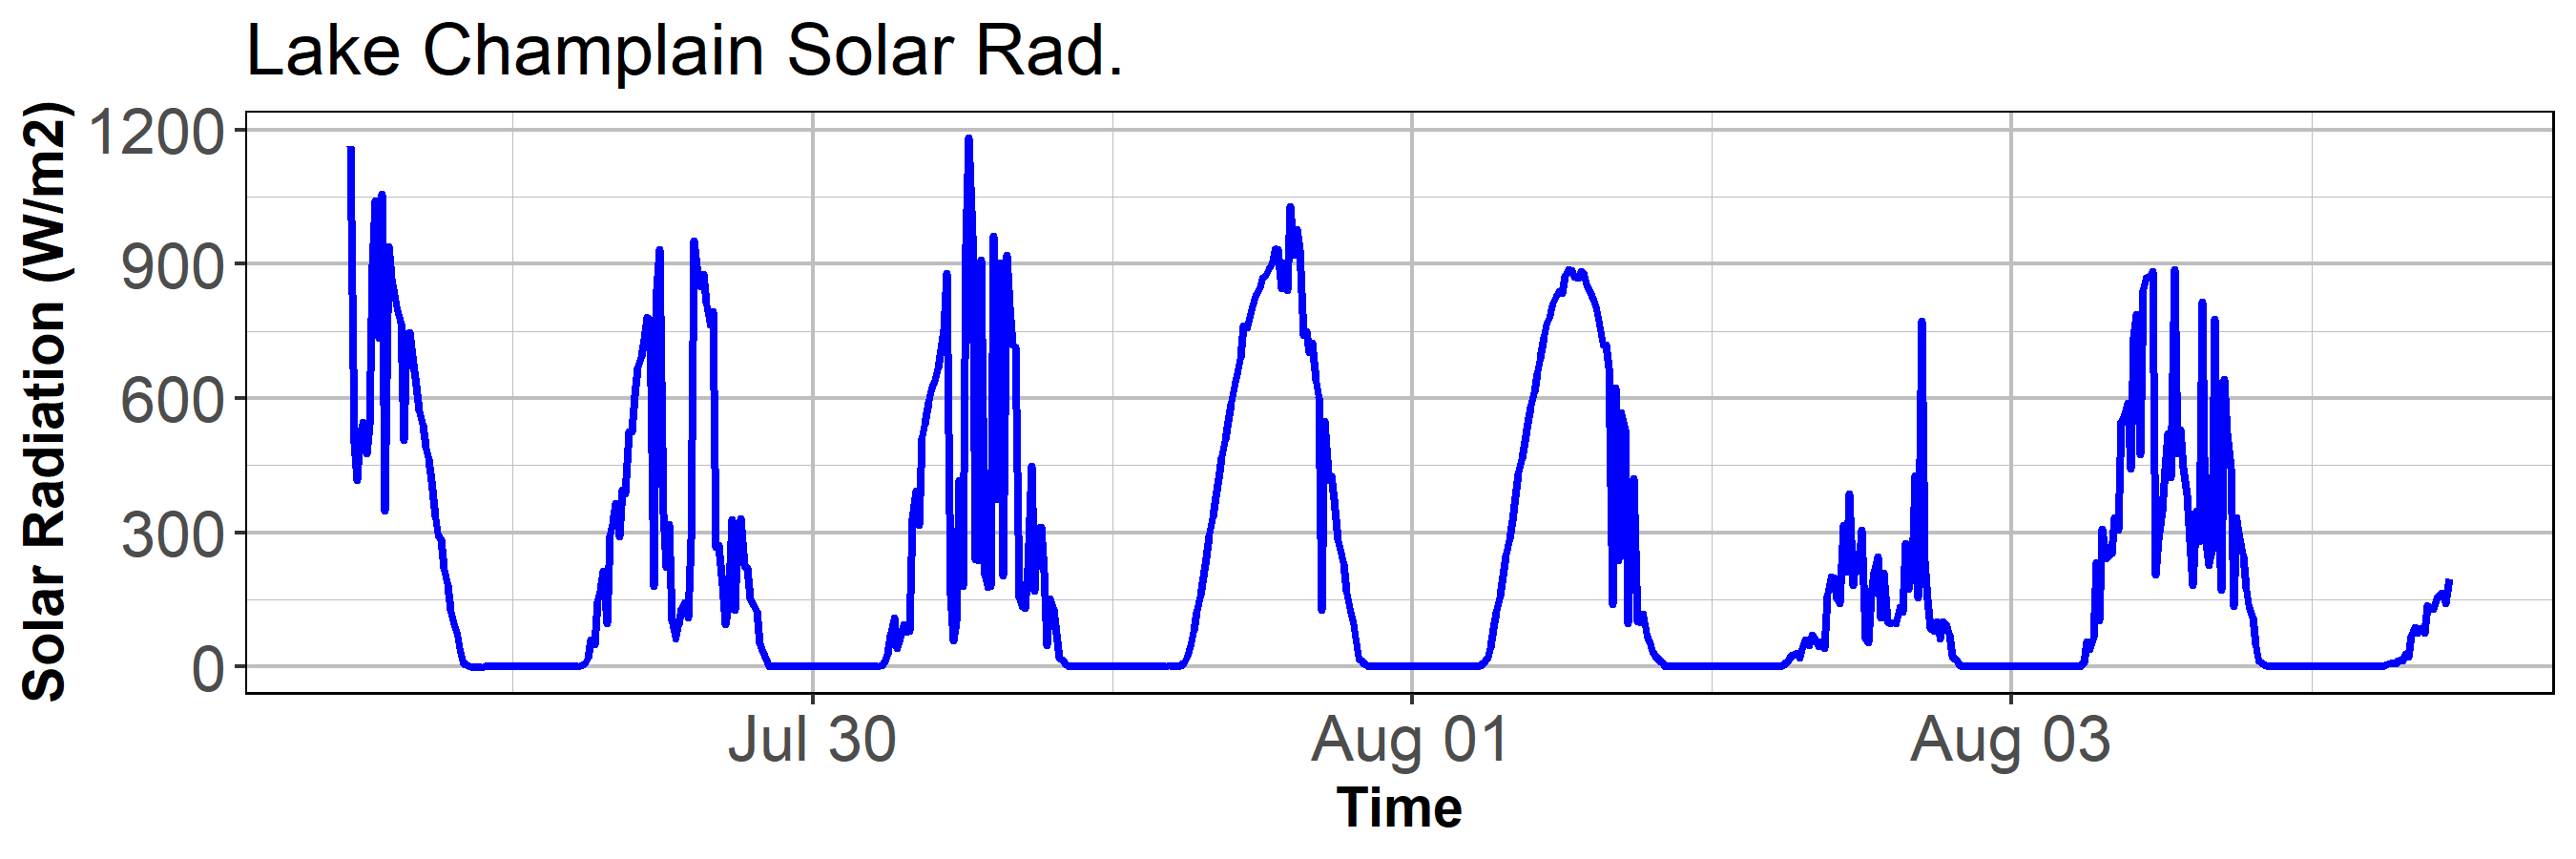 Lake Champlain Solar Rad.
Solar Radiation (W/m2)
1200
900
600
300
0
Jul 30
Aug 01
Aug 03
Time